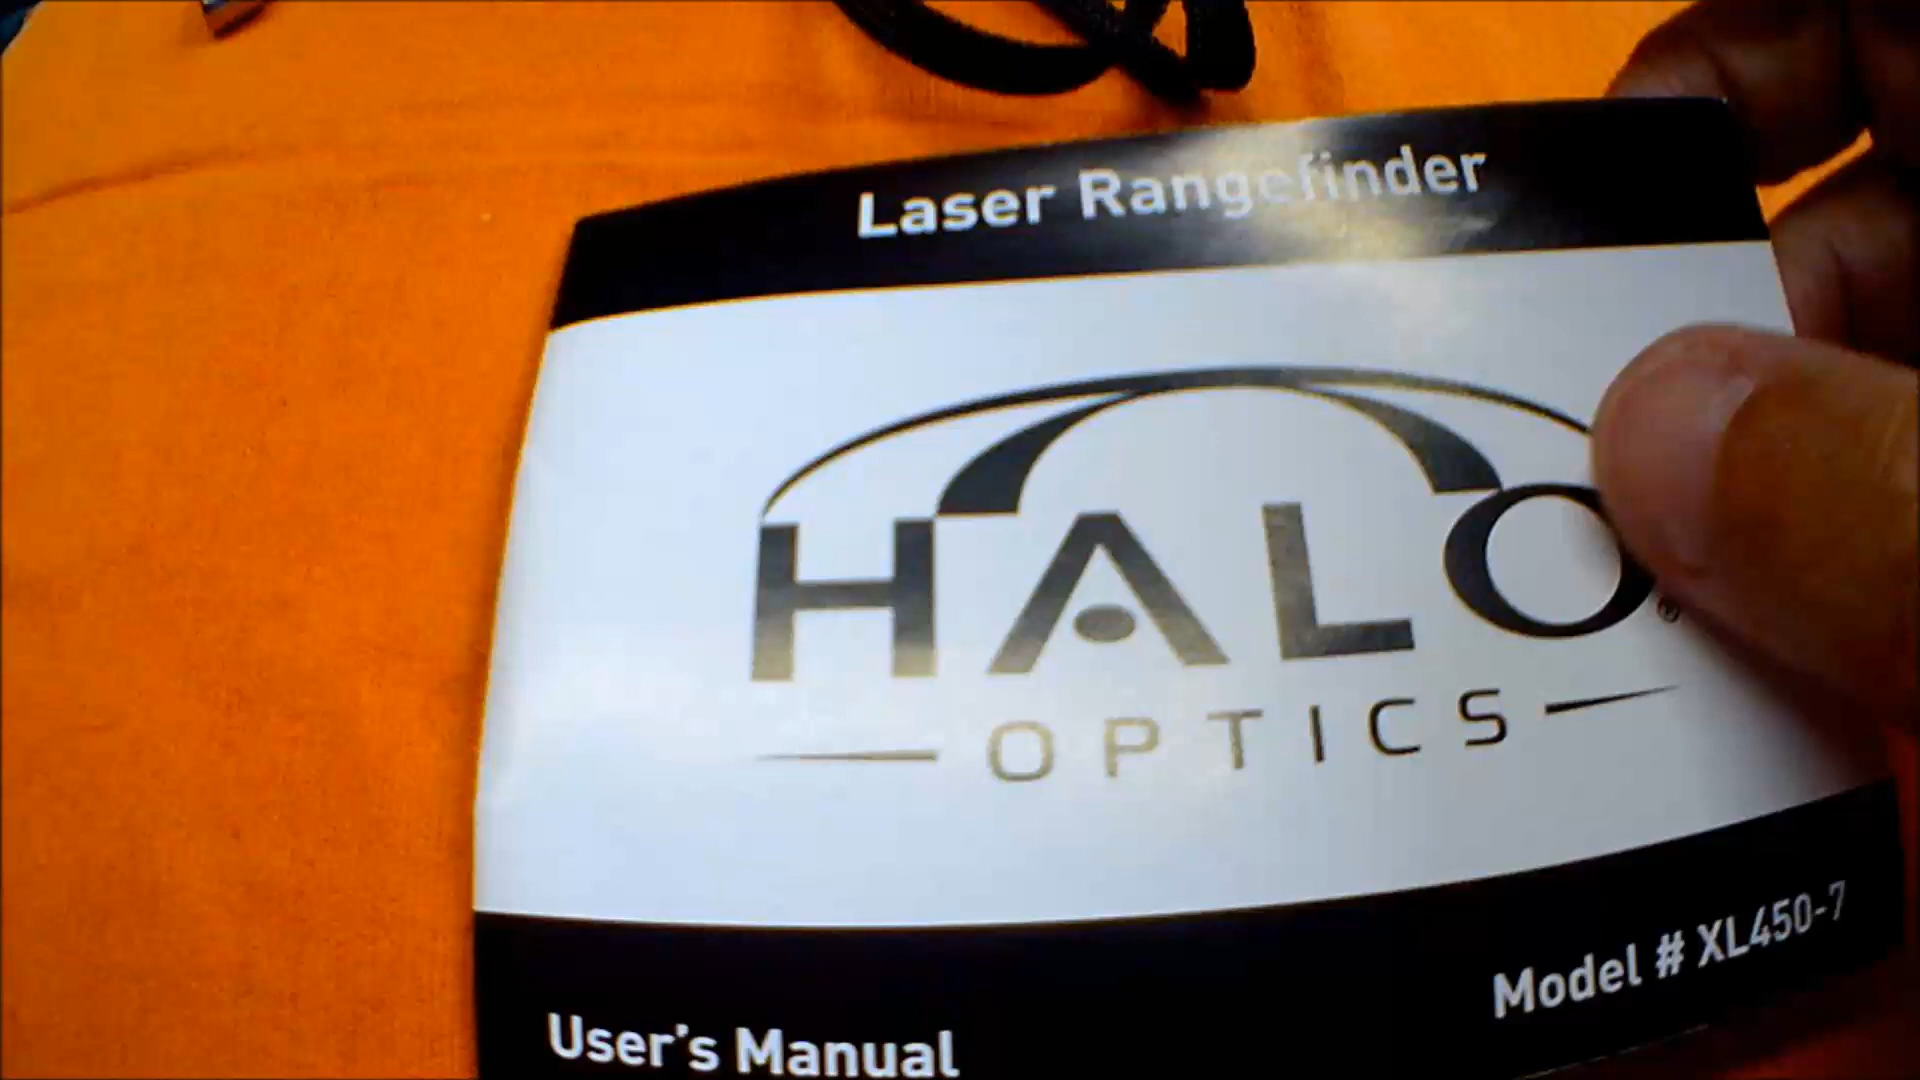 Laser Rangefinder
HALO®
OPTICS
Model # XL450-7
User's Manual